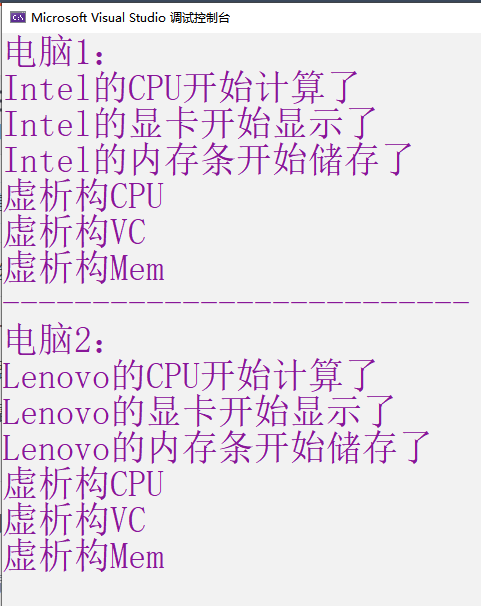 Microsoft Visual Studio 调试控制台
电脑1:
Intel的CPU开始计算了
Intel的显卡开始显示了
Intel的内存条开始储存了
虚析构CPU
虚析构VC
虚析构Mem
--------------------------
电脑2:
Lenovo的CPU开始计算了
Lenovo的显卡开始显示了
Lenovo的内存条开始储存了
虚析构CPU
虚析构VC
虚析构Mem